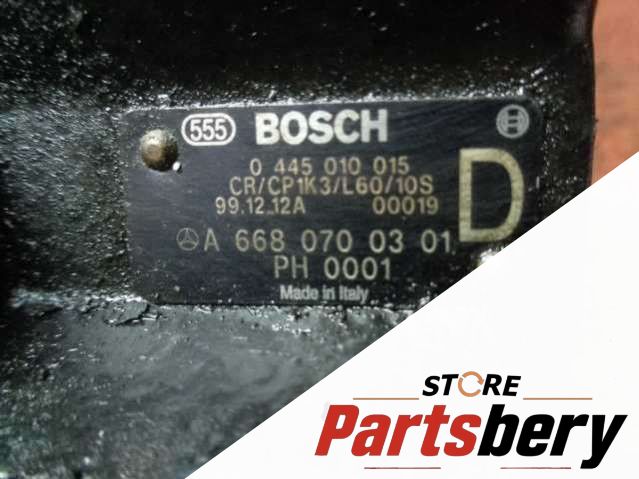 555 BOSCH
0 445 010 015
CR/CP1K3/L60/10S
99.12.12A 00019
D
A 668 070 03 01
PH 0001
Made in Italy
STORE
Partsbery